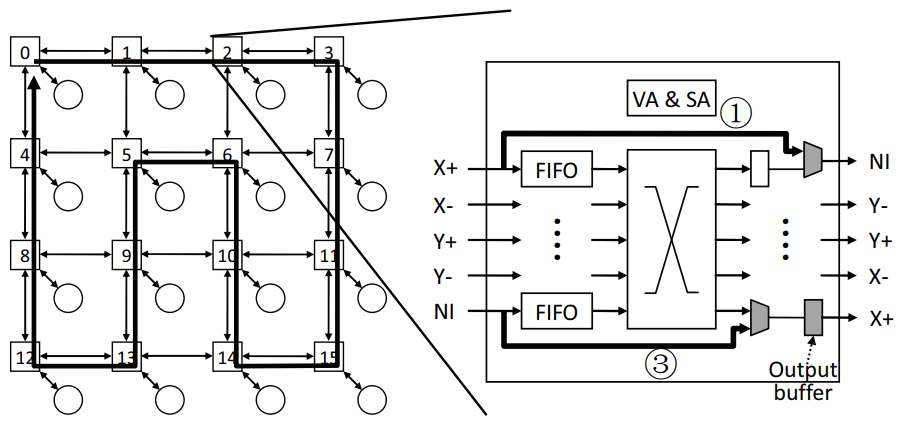 0 1 2 3
4 5 6 7
8 9 10 11
12 13 14 15
VA & SA
①
X+ FIFO NI
X- Y-
Y+ Y+
Y- X-
NI FIFO X+
③
Output
buffer